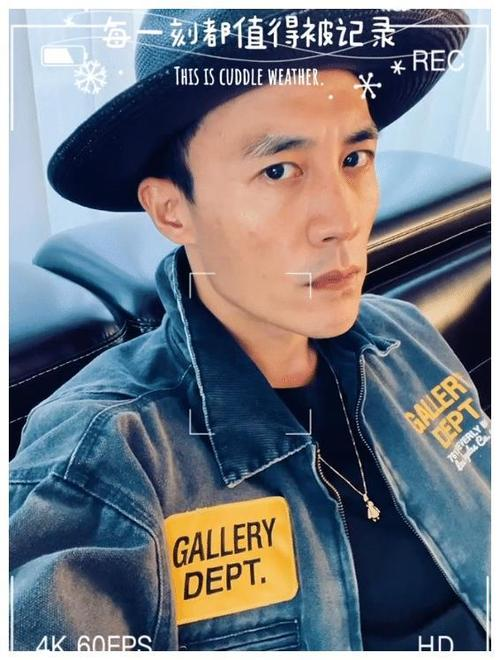 每一刻都值得被记录
REC
THIS IS CUDDLE WEATHER.
GALLERY
DEPT
GALLERY
DEPT.
4K 60FPS
HD